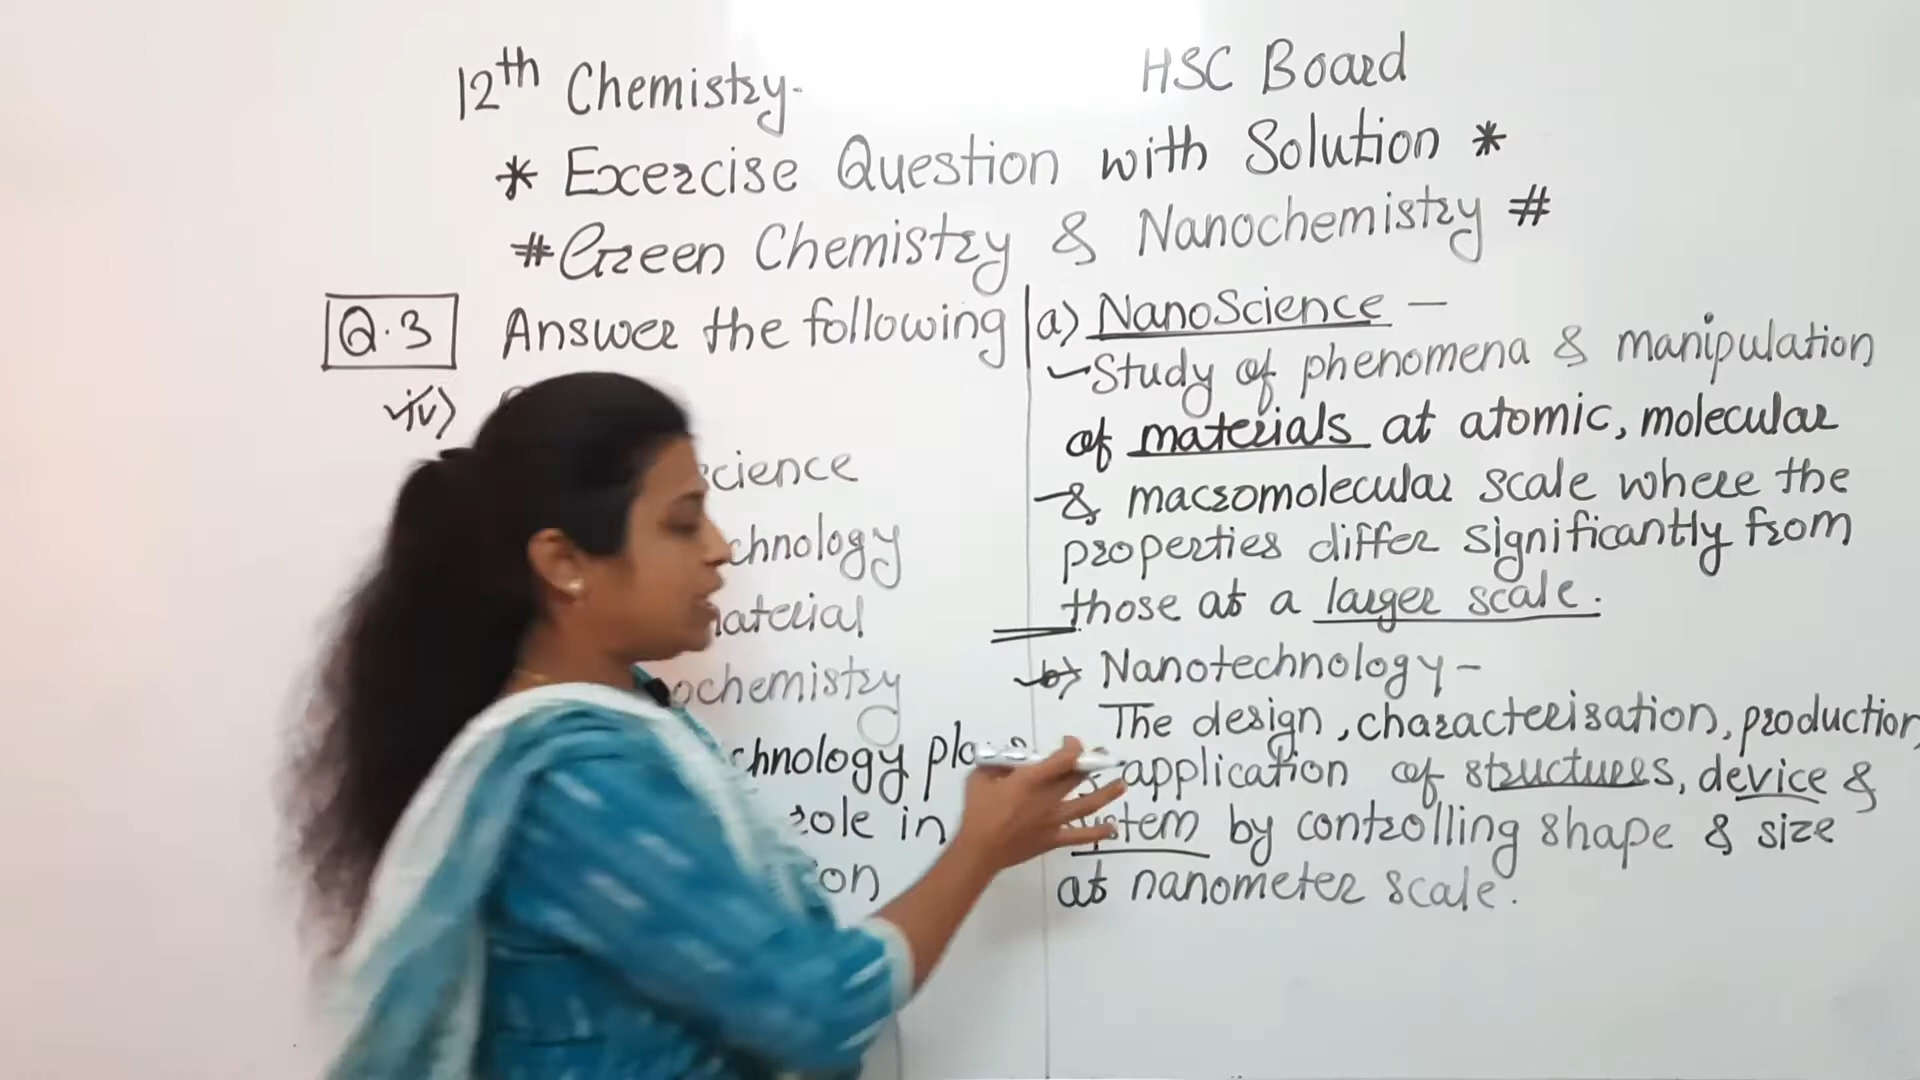 12th Chemistry- HSC Board
* Excercise Question with Solution *
# Green Chemistry & Nanochemistry #
Q.3 Answer the following
iv)
cience
chnology
aterial
ochemistry
chnology
role in
on
a) NanoScience -
- Study of phenomena & manipulation
of materials at atomic, molecular
- & macromolecular scale where the
properties differ significantly from
those at a larger scale.
b) Nanotechnology -
The design, characterisation, production,
application of structures, device &
by controlling shape & size
at nanometer scale.